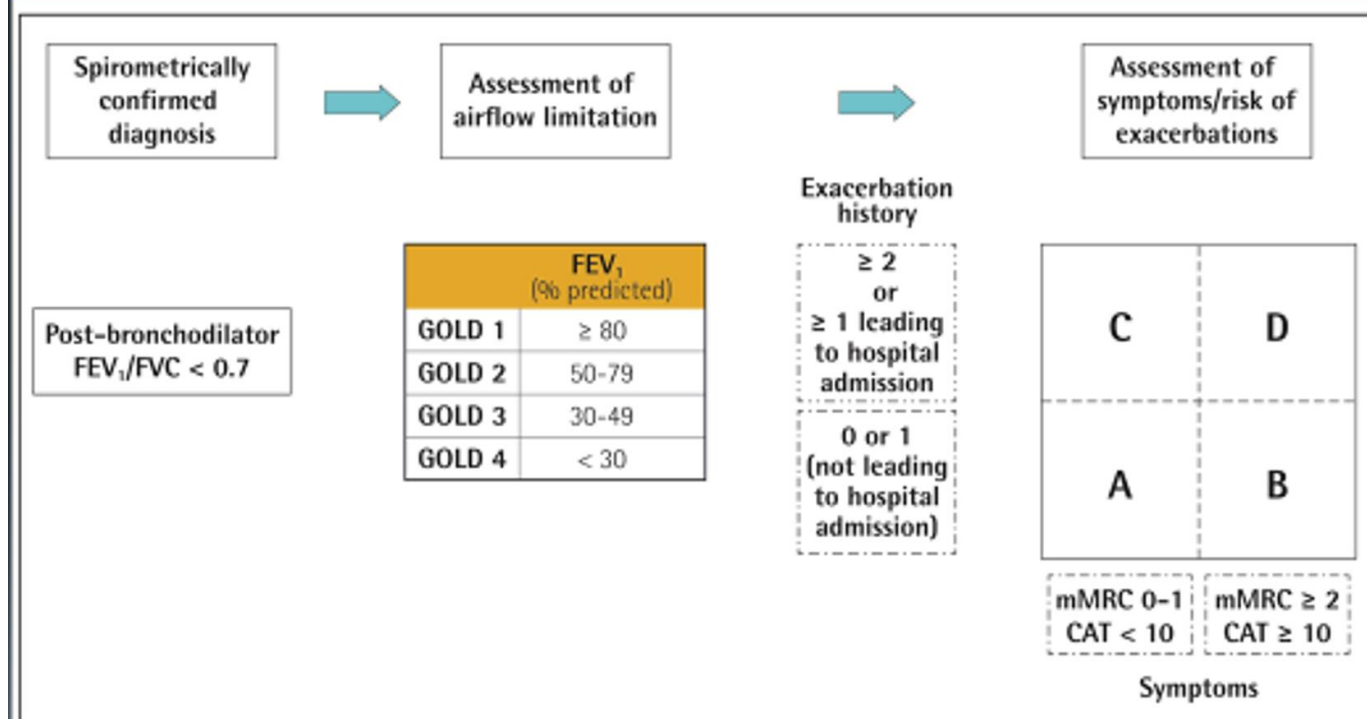 Spirometrically
confirmed
diagnosis
Assessment of
airflow limitation
Assessment of
symptoms/risk of
exacerbations
Post-bronchodilator
FEV₁/FVC < 0.7
FEV₁
(% predicted)
GOLD 1 ≥ 80
GOLD 2 50-79
GOLD 3 30-49
GOLD 4 < 30
Exacerbation
history
≥ 2
or
≥ 1 leading
to hospital
admission
0 or 1
(not leading
to hospital
admission)
C D
A B
mMRC 0-1
CAT < 10
mMRC ≥ 2
CAT ≥ 10
Symptoms